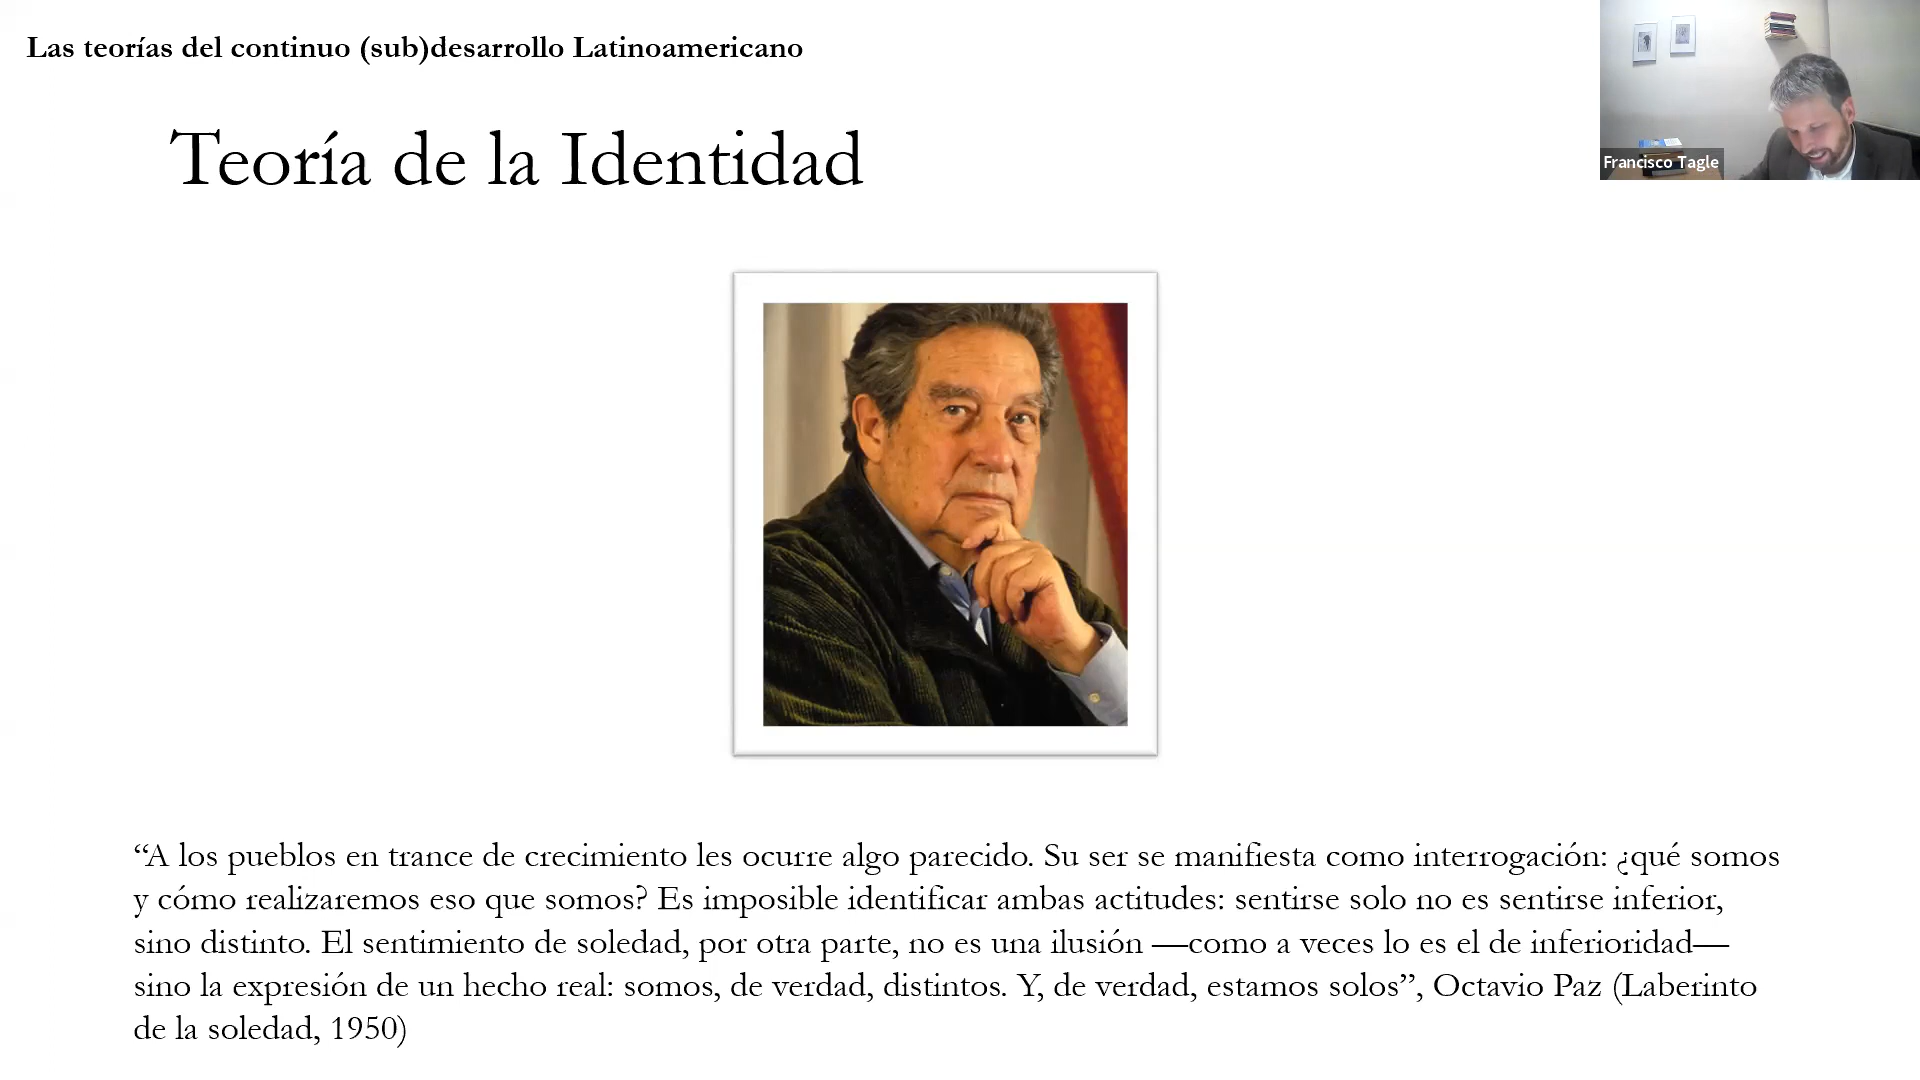 Las teorías del continuo (sub)desarrollo Latinoamericano
Teoría de la Identidad
Francisco Tagle
“A los pueblos en trance de crecimiento les ocurre algo parecido. Su ser se manifiesta como interrogación: ¿qué somos
y cómo realizaremos eso que somos? Es imposible identificar ambas actitudes: sentirse solo no es sentirse inferior,
sino distinto. El sentimiento de soledad, por otra parte, no es una ilusión —como a veces lo es el de inferioridad—
sino la expresión de un hecho real: somos, de verdad, distintos. Y, de verdad, estamos solos”, Octavio Paz (Laberinto
de la soledad, 1950)